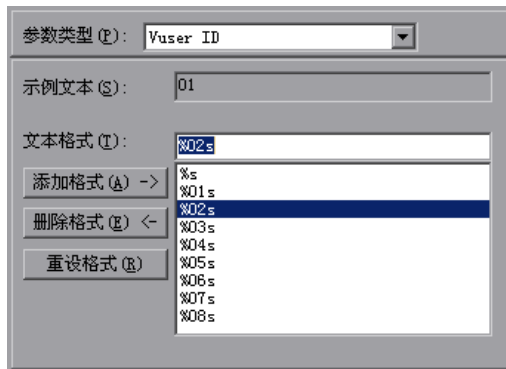 参数类型(P): Vuser ID
示例文本(S): 01
文本格式(T): %02s
添加格式(A) ->
删除格式(E) <-
重设格式(R)
%s
%01s
%02s
%03s
%04s
%05s
%06s
%07s
%08s